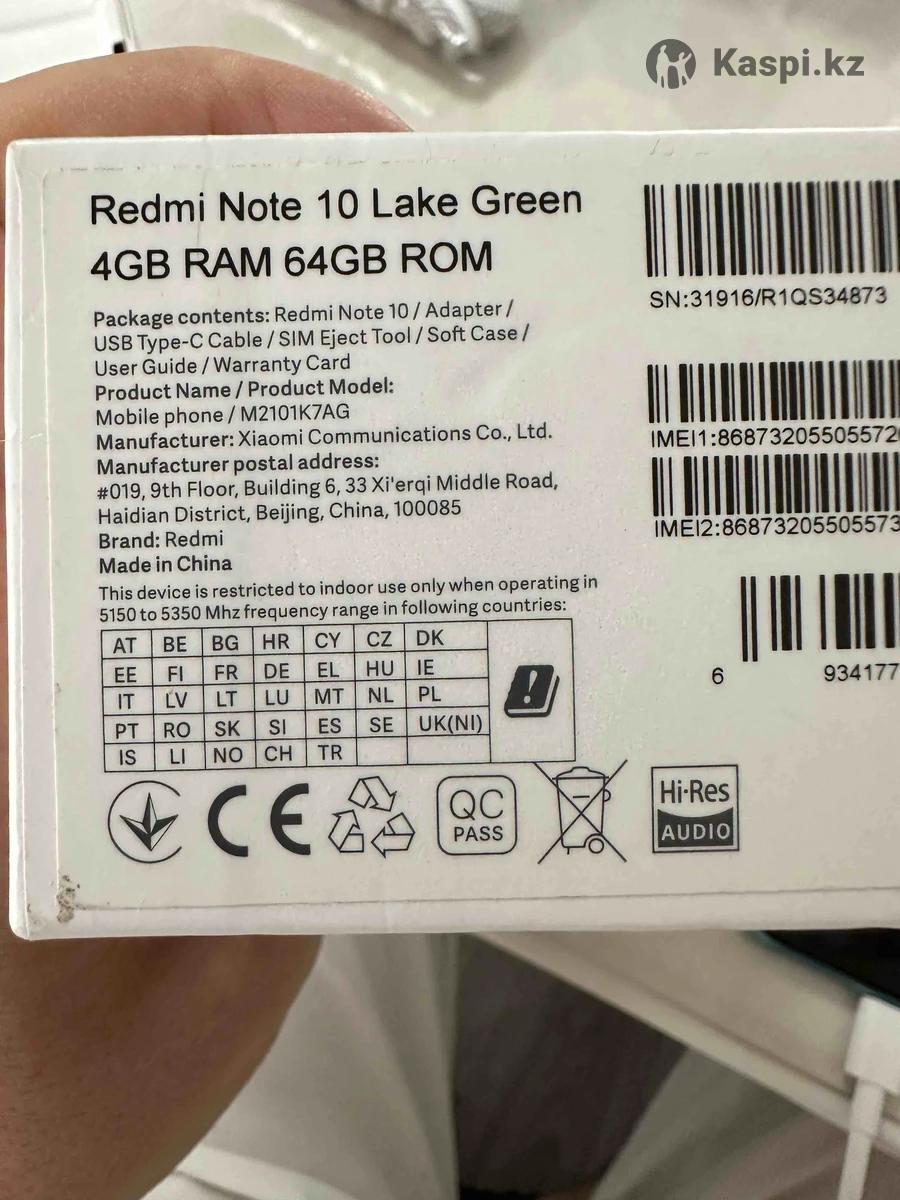 Kaspi.kz
Redmi Note 10 Lake Green
4GB RAM 64GB ROM
Package contents: Redmi Note 10 / Adapter /
USB Type-C Cable / SIM Eject Tool / Soft Case /
User Guide / Warranty Card
Product Name / Product Model:
Mobile phone / M2101K7AG
Manufacturer: Xiaomi Communications Co., Ltd.
Manufacturer postal address:
#019, 9th Floor, Building 6, 33 Xi'erqi Middle Road,
Haidian District, Beijing, China, 100085
Brand: Redmi
Made in China
This device is restricted to indoor use only when operating in
5150 to 5350 Mhz frequency range in following countries:
AT BE BG HR CY CZ DK
EE FI FR DE EL HU IE
IT LV LT LU MT NL PL
PT RO SK SI ES SE UK(NI)
IS LI NO CH TR
CE
QC
PASS
Hi-Res
AUDIO
SN:31916/R1QS34873
IMEI1:86873205505572
IMEI2:86873205505573
6 934177